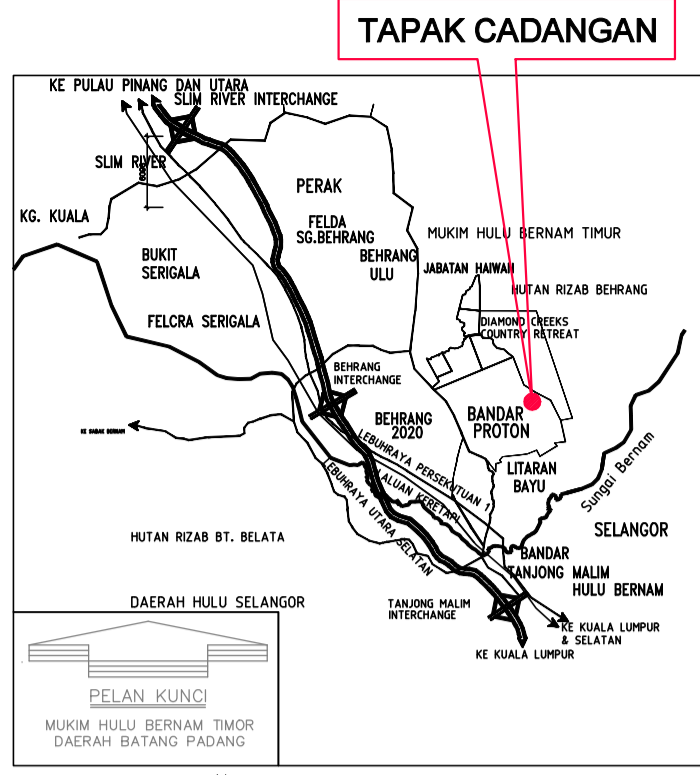 TAPAK CADANGAN
KE PULAU PINANG DAN UTARA
SLIM RIVER INTERCHANGE
SLIM RIVER
PERAK
KG. KUALA
FELDA
SG.BEHRANG
MUKIM HULU BERNAM TIMUR
BUKIT
SERIGALA
BEHRANG
ULU
JABATAN HAIWAN
HUTAN RIZAB BEHRANG
FELCRA SERIGALA
DIAMOND CREEKS
COUNTRY RETREAT
BEHRANG
INTERCHANGE
BEHRANG
2020
BANDAR
PROTON
KE SABAK BERNAM
LEBUHRAYA PERSEKUTUAN 1
LALUAN KERETAPI
LEBUHRAYA UTARA SELATAN
LITARAN
BAYU
Sungai Bernam
SELANGOR
HUTAN RIZAB BT. BELATA
BANDAR
TANJONG MALIM
HULU BERNAM
DAERAH HULU SELANGOR
TANJONG MALIM
INTERCHANGE
KE KUALA LUMPUR
& SELATAN
KE KUALA LUMPUR
PELAN KUNCI
MUKIM HULU BERNAM TIMOR
DAERAH BATANG PADANG